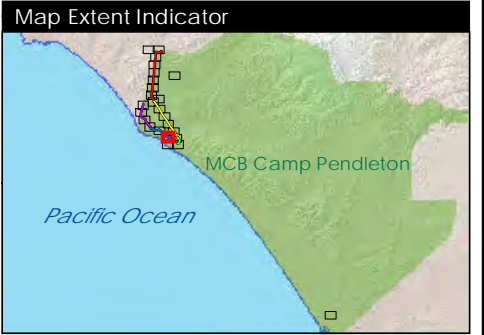 Map Extent Indicator
MCB Camp Pendleton
Pacific Ocean